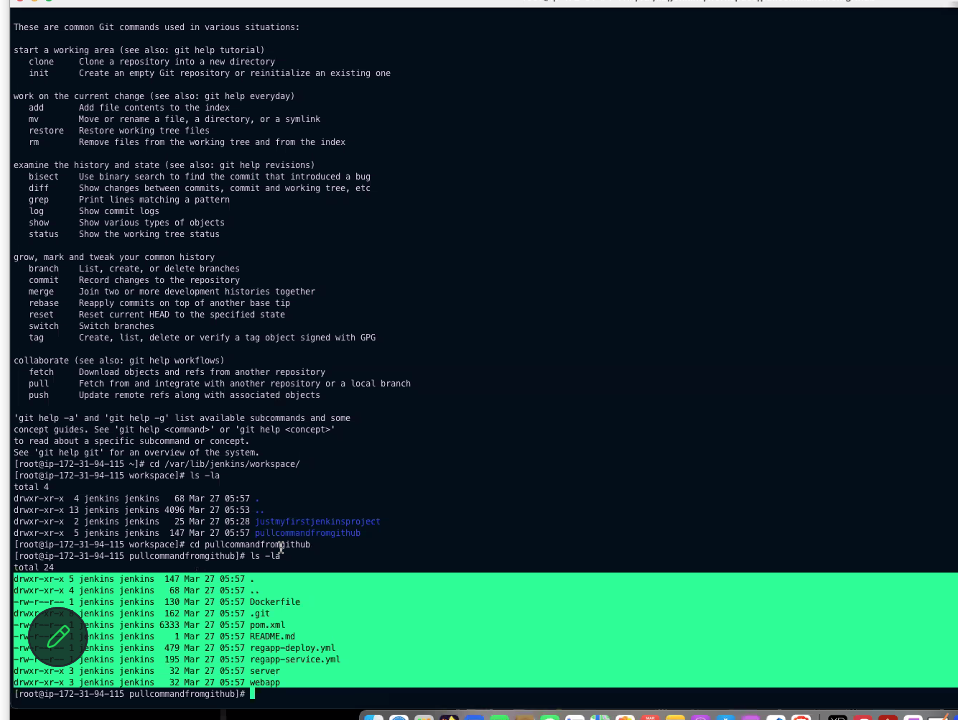 These are common Git commands used in various situations:
start a working area (see also: git help tutorial)
clone Clone a repository into a new directory
init Create an empty Git repository or reinitialize an existing one
work on the current change (see also: git help everyday)
add Add file contents to the index
mv Move or rename a file, a directory, or a symlink
restore Restore working tree files
rm Remove files from the working tree and from the index
examine the history and state (see also: git help revisions)
bisect Use binary search to find the commit that introduced a bug
diff Show changes between commits, commit and working tree, etc
grep Print lines matching a pattern
log Show commit logs
show Show various types of objects
status Show the working tree status
grow, mark and tweak your common history
branch List, create, or delete branches
commit Record changes to the repository
merge Join two or more development histories together
rebase Reapply commits on top of another base tip
reset Reset current HEAD to the specified state
switch Switch branches
tag Create, list, delete or verify a tag object signed with GPG
collaborate (see also: git help workflows)
fetch Download objects and refs from another repository
pull Fetch from and integrate with another repository or a local branch
push Update remote refs along with associated objects
'git help -a' and 'git help -g' list available subcommands and some
concept guides. See 'git help <command>' or 'git help <concept>'
to read about a specific subcommand or concept.
See 'git help git' for an overview of the system.
[root@ip-172-31-94-115 ~]# cd /var/lib/jenkins/workspace/
[root@ip-172-31-94-115 workspace]# ls -la
total 4
drwxr-xr-x 4 jenkins jenkins 68 Mar 27 05:57 .
drwxr-xr-x 13 jenkins jenkins 4096 Mar 27 05:53 ..
drwxr-xr-x 2 jenkins jenkins 25 Mar 27 05:28 justmyfirstjenkinsproject
drwxr-xr-x 5 jenkins jenkins 147 Mar 27 05:57 pullcommandfromgithub
[root@ip-172-31-94-115 workspace]# cd pullcommandfromgithub
[root@ip-172-31-94-115 pullcommandfromgithub]# ls -la
total 24
drwxr-xr-x 5 jenkins jenkins 147 Mar 27 05:57 .
drwxr-xr-x 4 jenkins jenkins 68 Mar 27 05:57 ..
-rw-r--r-- 1 jenkins jenkins 130 Mar 27 05:57 Dockerfile
jenkins jenkins 162 Mar 27 05:57 .git
jenkins jenkins 6333 Mar 27 05:57 pom.xml
jenkins jenkins 1 Mar 27 05:57 README.md
jenkins jenkins 479 Mar 27 05:57 regapp-deploy.yml
jenkins jenkins 195 Mar 27 05:57 regapp-service.yml
drwxr-xr-x 3 jenkins jenkins 32 Mar 27 05:57 server
drwxr-xr-x 3 jenkins jenkins 32 Mar 27 05:57 webapp
[root@ip-172-31-94-115 pullcommandfromgithub]#